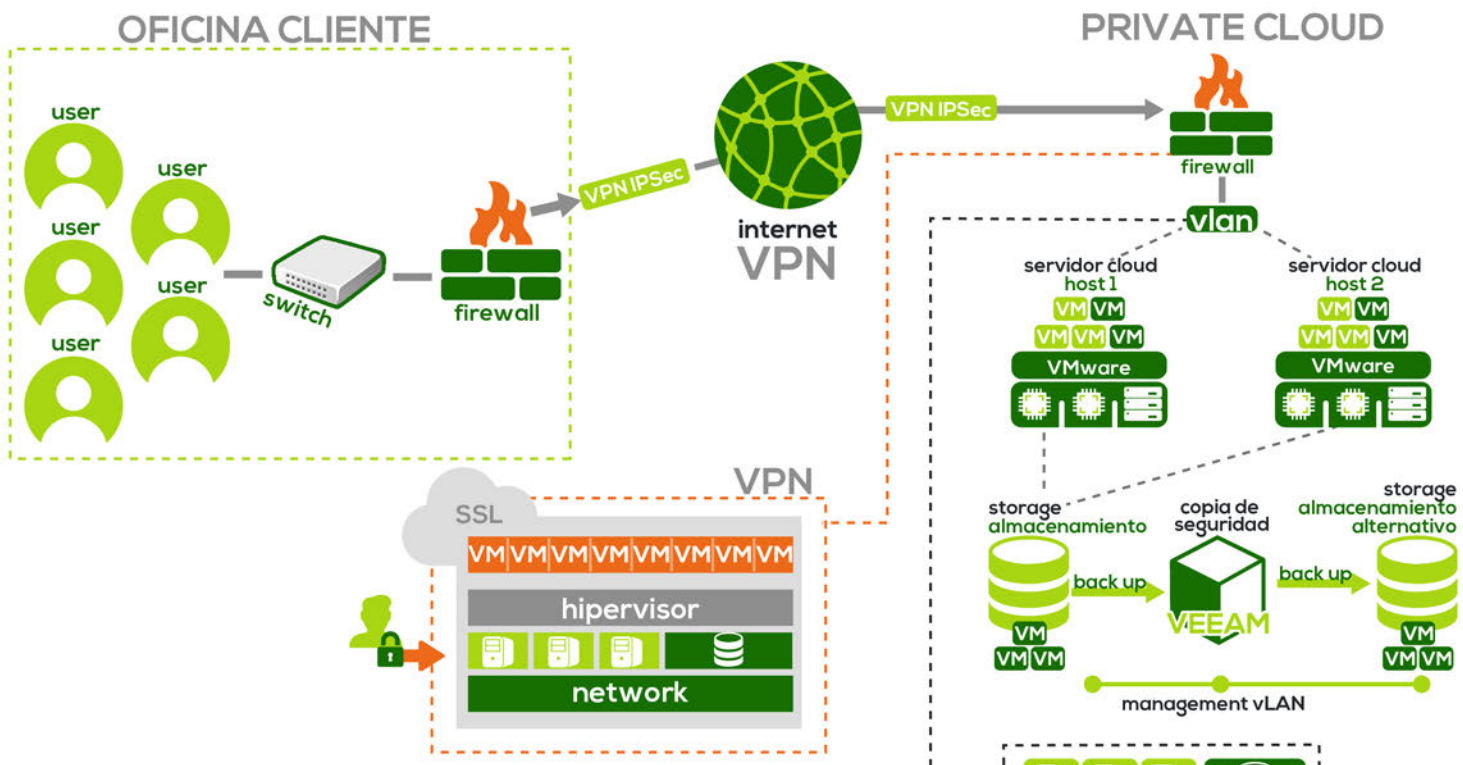 OFICINA CLIENTE
user
user
user
user
user
switch
firewall
VPN IPSec
internet
VPN
VPN IPSec
PRIVATE CLOUD
firewall
vlan
servidor cloud
host 1
VM VM
VM VM VM
VMware
servidor cloud
host 2
VM VM
VM VM VM
VMware
storage
almacenamiento
VM
VM VM
back up
copia de
seguridad
VEEAM
back up
storage
almacenamiento
alternativo
VM
VM VM
management vLAN
VPN
SSL
VM VM VM VM VM VM VM VM
hipervisor
network